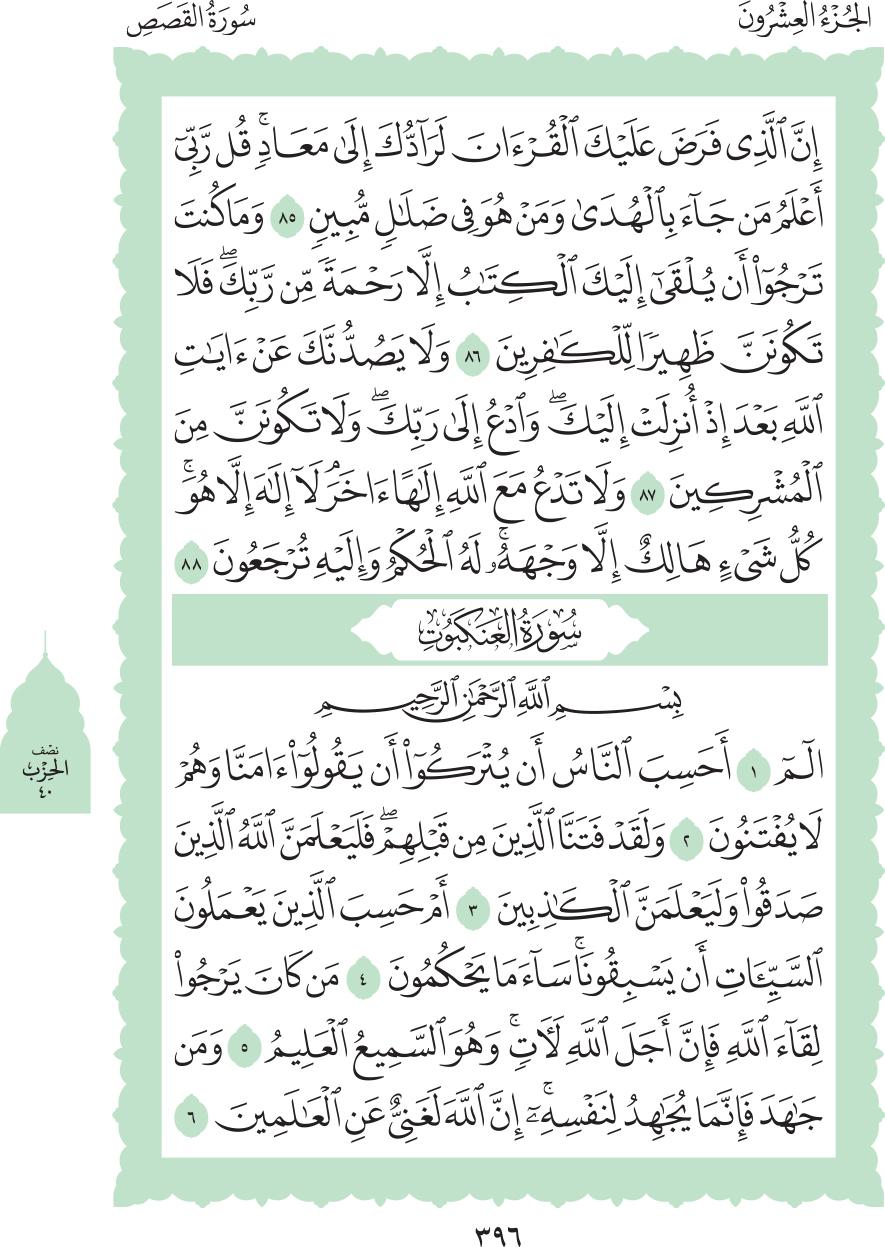 الجُزْءُ العِشْرُونَ
سُورَةُ القَصَصِ
إِنَّ ٱلَّذِى فَرَضَ عَلَيْكَ ٱلْقُرْءَانَ لَرَآدُّكَ إِلَىٰ مَعَادٍۚ قُل رَّبِّىٓ
أَعْلَمُ مَن جَآءَ بِٱلْهُدَىٰ وَمَنْ هُوَ فِى ضَلَٰلٍ مُّبِينٍ ٨٥ وَمَا كُنتَ
تَرْجُوٓا۟ أَن يُلْقَىٰٓ إِلَيْكَ ٱلْكِتَٰبُ إِلَّا رَحْمَةً مِّن رَّبِّكَۖ فَلَا
تَكُونَنَّ ظَهِيرًا لِّلْكَٰفِرِينَ ٨٦ وَلَا يَصُدُّنَّكَ عَنْ ءَايَٰتِ
ٱللَّهِ بَعْدَ إِذْ أُنزِلَتْ إِلَيْكَۖ وَٱدْعُ إِلَىٰ رَبِّكَۖ وَلَا تَكُونَنَّ مِنَ
ٱلْمُشْرِكِينَ ٨٧ وَلَا تَدْعُ مَعَ ٱللَّهِ إِلَٰهًا ءَاخَرَۘ لَآ إِلَٰهَ إِلَّا هُوَۚ
كُلُّ شَىْءٍ هَالِكٌ إِلَّا وَجْهَهُۥۚ لَهُ ٱلْحُكْمُ وَإِلَيْهِ تُرْجَعُونَ ٨٨
سُورَةُ العَنكَبُوتِ
بِسْمِ ٱللَّهِ ٱلرَّحْمَٰنِ ٱلرَّحِيمِ
الٓمٓ ١ أَحَسِبَ ٱلنَّاسُ أَن يُتْرَكُوٓا۟ أَن يَقُولُوٓا۟ ءَامَنَّا وَهُمْ
لَا يُفْتَنُونَ ٢ وَلَقَدْ فَتَنَّا ٱلَّذِينَ مِن قَبْلِهِمْۖ فَلَيَعْلَمَنَّ ٱللَّهُ ٱلَّذِينَ
صَدَقُوا۟ وَلَيَعْلَمَنَّ ٱلْكَٰذِبِينَ ٣ أَمْ حَسِبَ ٱلَّذِينَ يَعْمَلُونَ
ٱلسَّيِّـَٔاتِ أَن يَسْبِقُونَاۚ سَآءَ مَا يَحْكُمُونَ ٤ مَن كَانَ يَرْجُوا۟
لِقَآءَ ٱللَّهِ فَإِنَّ أَجَلَ ٱللَّهِ لَـَٔاتٍۚ وَهُوَ ٱلسَّمِيعُ ٱلْعَلِيمُ ٥ وَمَن
جَٰهَدَ فَإِنَّمَا يُجَٰهِدُ لِنَفْسِهِۦٓۚ إِنَّ ٱللَّهَ لَغَنِىٌّ عَنِ ٱلْعَٰلَمِينَ ٦
نصْف
الحِزْب
٤٠
٣٩٦